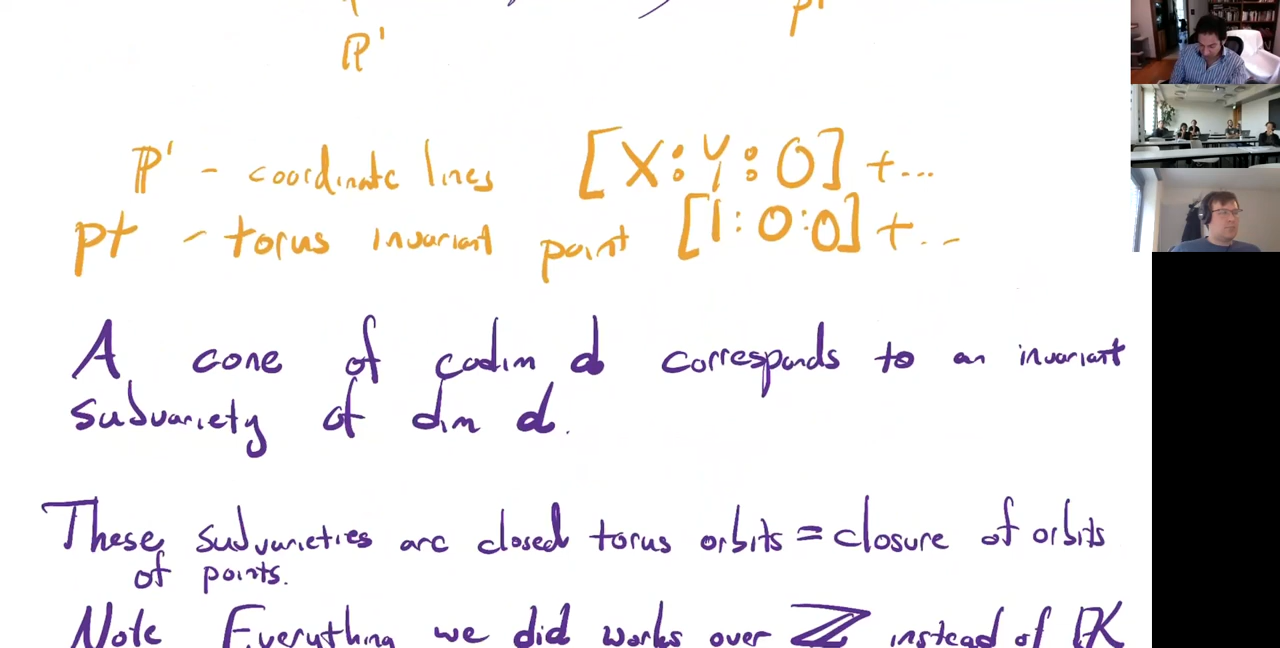 ℙ¹
pt
ℙ¹ - coordinate lines [X:Y:0] +...
pt - torus invariant point [1:0:0] +...
A cone of codim d corresponds to an invariant
subvariety of dim d.
These subvarieties are closed torus orbits = closure of orbits
of points.
Note Everything we did works over ℤ instead of 𝕂